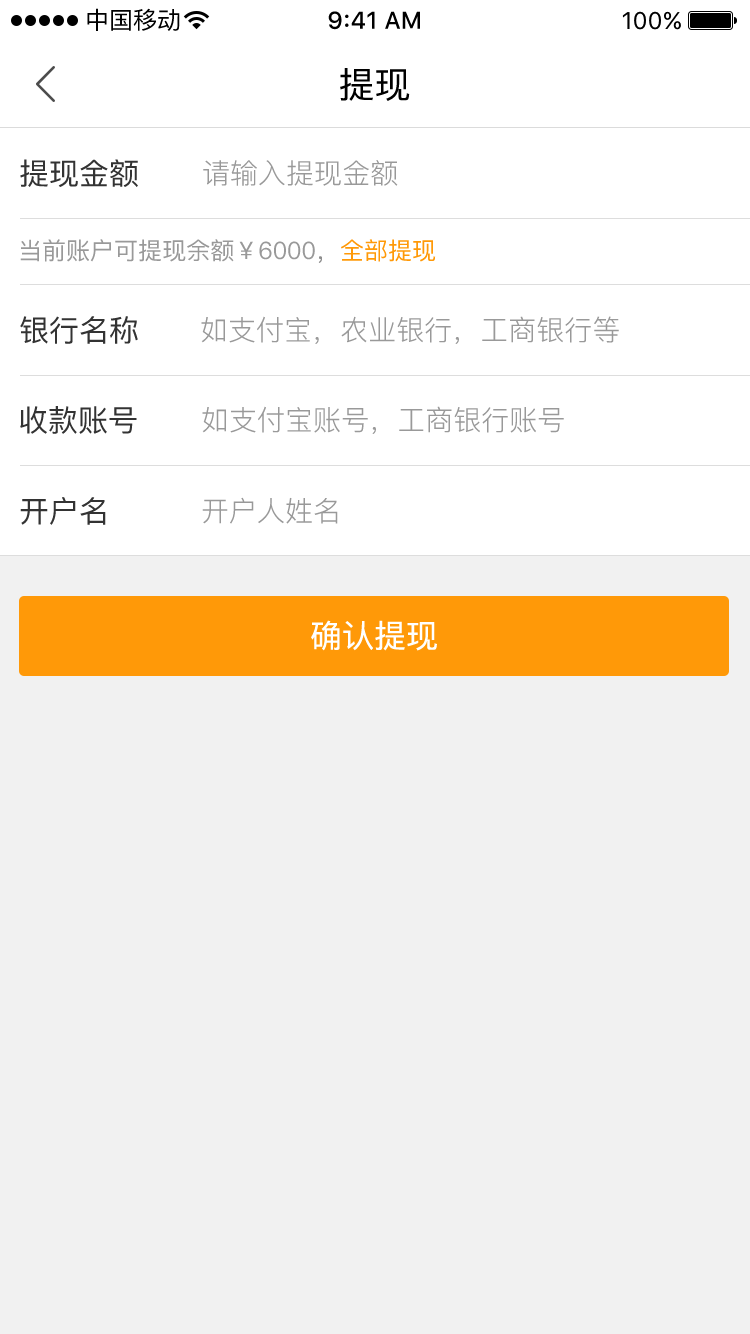 中国移动 9:41 AM 100%
提现
提现金额 请输入提现金额
当前账户可提现余额￥6000，全部提现
银行名称 如支付宝，农业银行，工商银行等
收款账号 如支付宝账号，工商银行账号
开户名 开户人姓名
确认提现